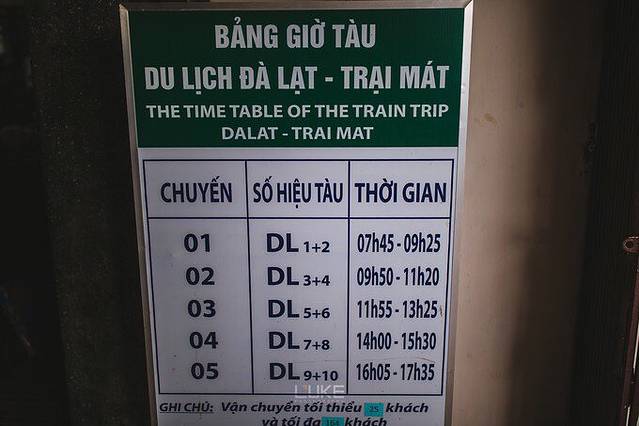 BẢNG GIỜ TÀU
DU LỊCH ĐÀ LẠT - TRẠI MÁT
THE TIME TABLE OF THE TRAIN TRIP
DALAT - TRAI MAT
CHUYẾN SỐ HIỆU TÀU THỜI GIAN
01 DL 1+2 07h45 - 09h25
02 DL 3+4 09h50 - 11h20
03 DL 5+6 11h55 - 13h25
04 DL 7+8 14h00 - 15h30
05 DL 9+10 16h05 - 17h35
LUKE
GHI CHÚ: Vận chuyển tối thiểu 25 khách
và tối đa 164 khách